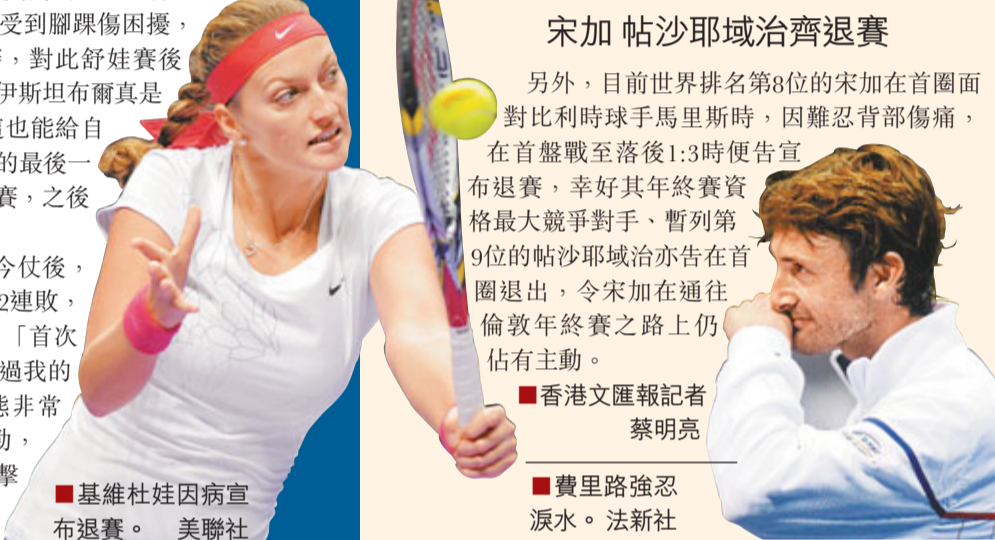 受到腳踝傷困擾，
，對此舒娃賽後
伊斯坦布爾真是
也能給自
的最後一
賽，之後
今仗後，
2連敗，
「首次
過我的
態非常
，
擊
■基維杜娃因病宣
布退賽。 美聯社
宋加 帖沙耶域治齊退賽
另外，目前世界排名第8位的宋加在首圈面
對比利時球手馬里斯時，因難忍背部傷痛，
在首盤戰至落後1:3時便告宣
布退賽，幸好其年終賽資
格最大競爭對手、暫列第
9位的帖沙耶域治亦告在首
圈退出，令宋加在通往
倫敦年終賽之路上仍
佔有主動。
■香港文匯報記者
蔡明亮
■費里路強忍
淚水。法新社